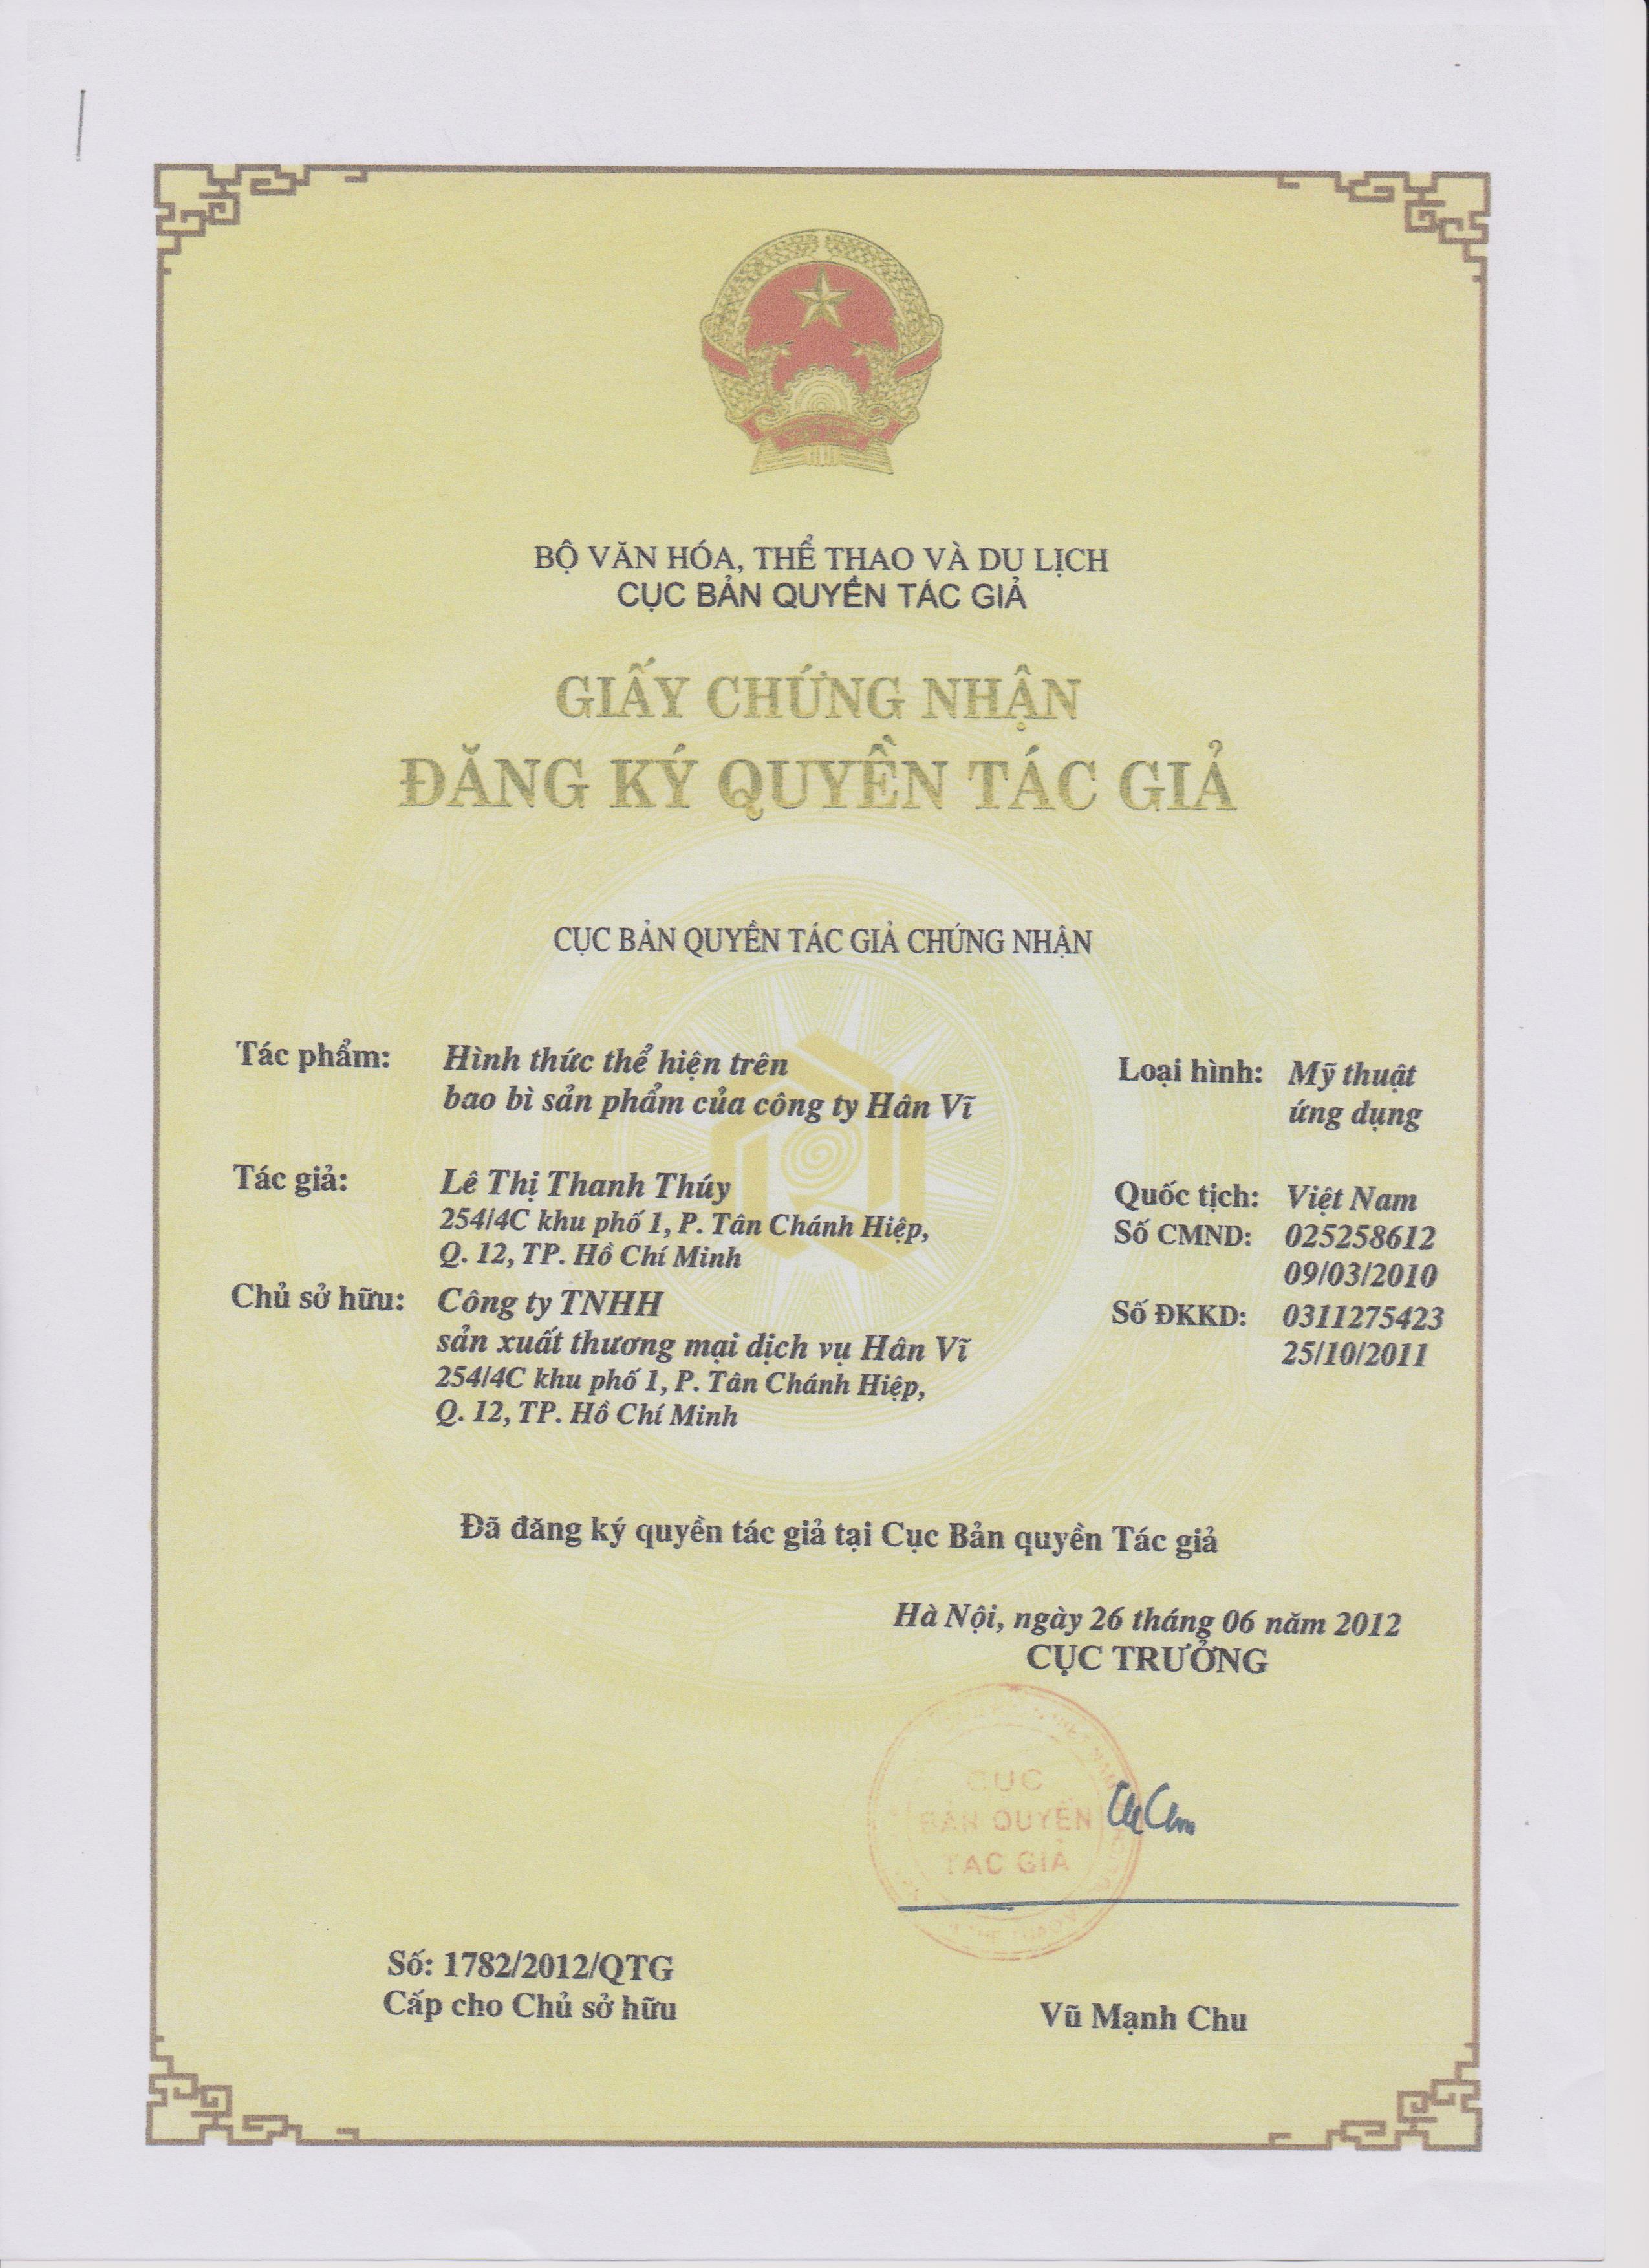 BỘ VĂN HÓA, THỂ THAO VÀ DU LỊCH
CỤC BẢN QUYỀN TÁC GIẢ
GIẤY CHỨNG NHẬN
ĐĂNG KÝ QUYỀN TÁC GIẢ
CỤC BẢN QUYỀN TÁC GIẢ CHỨNG NHẬN
Tác phẩm: Hình thức thể hiện trên Loại hình: Mỹ thuật
bao bì sản phẩm của công ty Hân Vĩ ứng dụng
Tác giả: Lê Thị Thanh Thúy Quốc tịch: Việt Nam
254/4C khu phố 1, P. Tân Chánh Hiệp, Số CMND: 025258612
Q. 12, TP. Hồ Chí Minh 09/03/2010
Chủ sở hữu: Công ty TNHH Số ĐKKD: 0311275423
sản xuất thương mại dịch vụ Hân Vĩ 25/10/2011
254/4C khu phố 1, P. Tân Chánh Hiệp,
Q. 12, TP. Hồ Chí Minh
Đã đăng ký quyền tác giả tại Cục Bản quyền Tác giả
Hà Nội, ngày 26 tháng 06 năm 2012
CỤC TRƯỞNG
CỤC
BẢN QUYỀN
TÁC GIẢ
Số: 1782/2012/QTG
Cấp cho Chủ sở hữu
Vũ Mạnh Chu